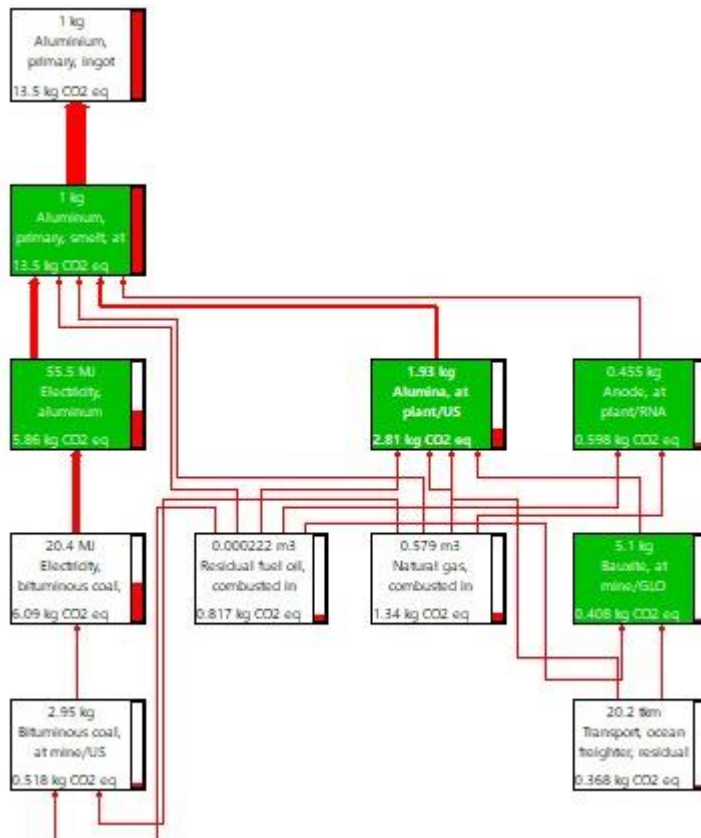 1 kg
Aluminium,
primary, ingot
13.5 kg CO2 eq
1 kg
Aluminum,
primary, smelt, at
13.5 kg CO2 eq
55.5 MJ
Electricity,
aluminum
5.86 kg CO2 eq
1.93 kg
Alumina, at
plant/US
2.81 kg CO2 eq
0.455 kg
Anode, at
plant/RNA
0.598 kg CO2 eq
20.4 MJ
Electricity,
bituminous coal,
6.09 kg CO2 eq
0.000222 m3
Residual fuel oil,
combusted in
0.817 kg CO2 eq
0.579 m3
Natural gas,
combusted in
1.34 kg CO2 eq
5.1 kg
Bauxite, at
mine/GLO
0.408 kg CO2 eq
2.95 kg
Bituminous coal,
at mine/US
0.518 kg CO2 eq
20.2 tkm
Transport, ocean
freighter, residual
0.368 kg CO2 eq